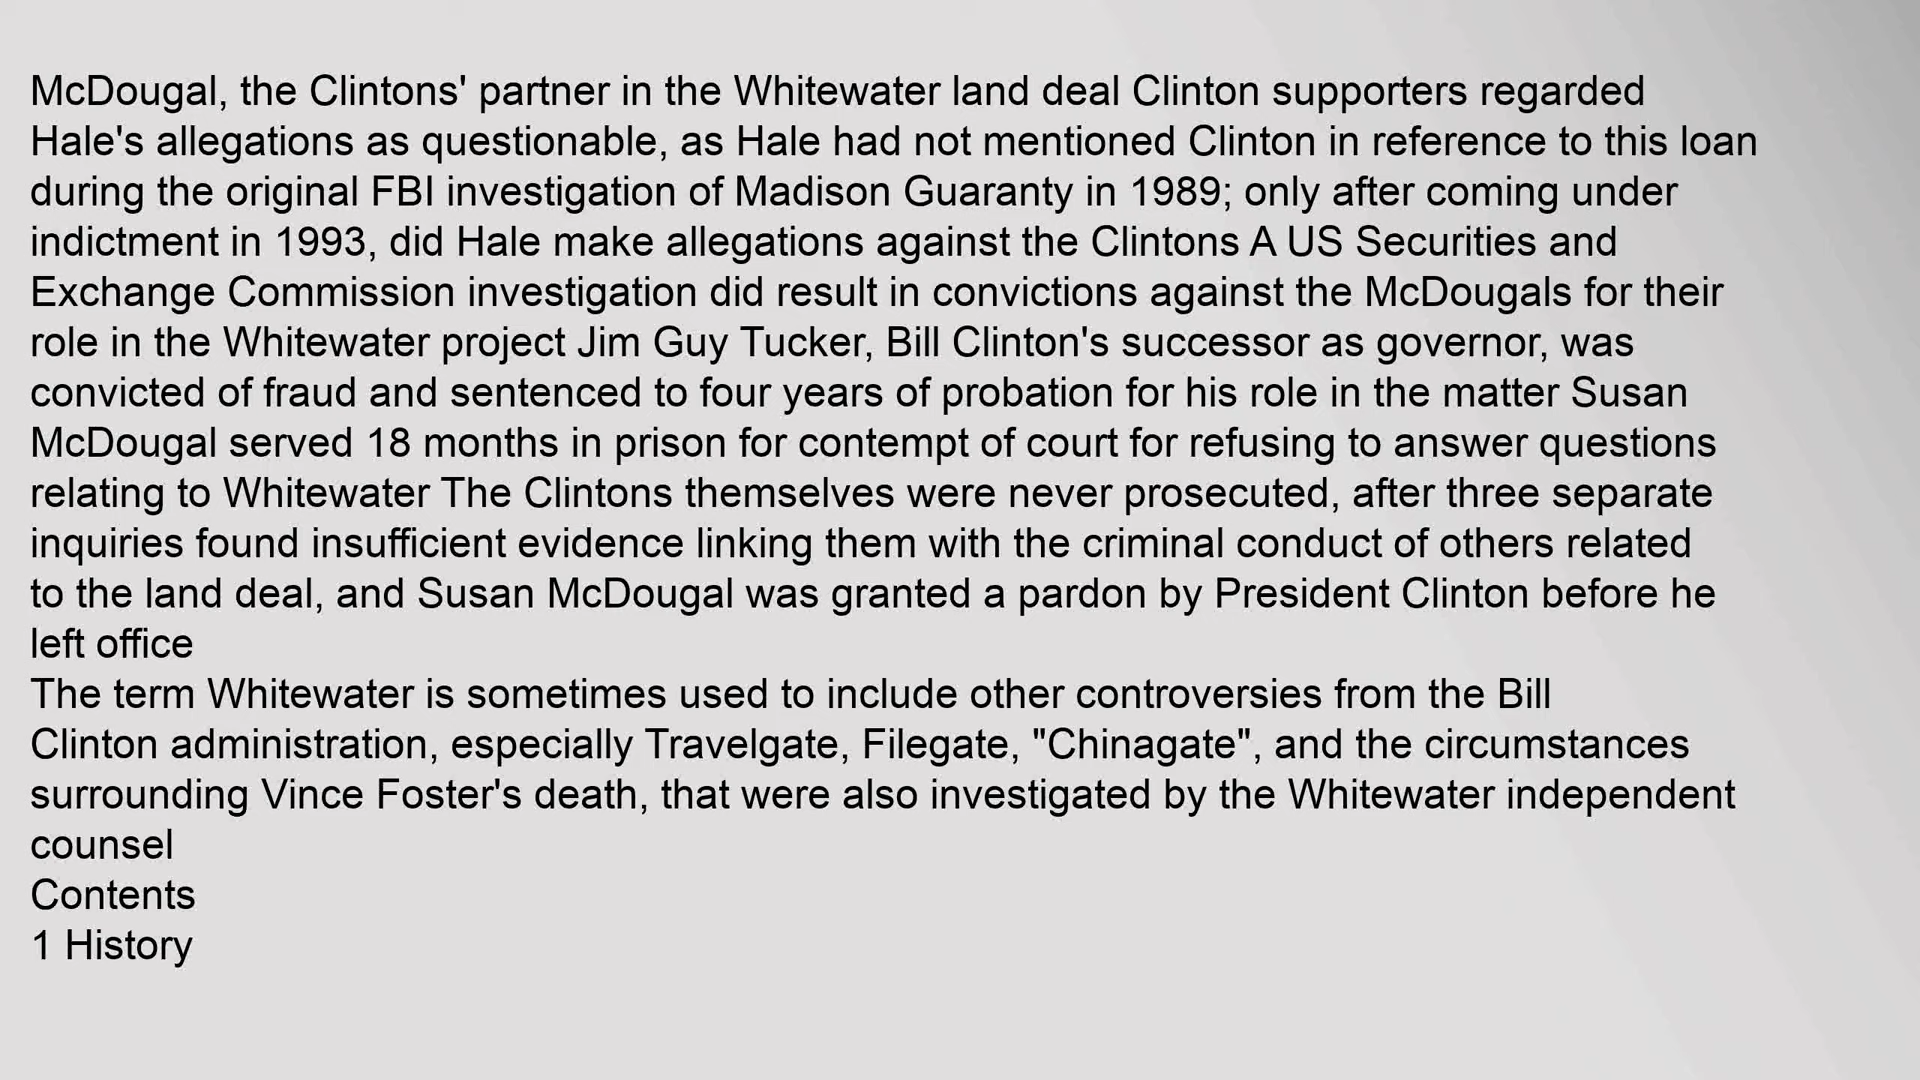 McDougal, the Clintons' partner in the Whitewater land deal Clinton supporters regarded
Hale's allegations as questionable, as Hale had not mentioned Clinton in reference to this loan
during the original FBI investigation of Madison Guaranty in 1989; only after coming under
indictment in 1993, did Hale make allegations against the Clintons A US Securities and
Exchange Commission investigation did result in convictions against the McDougals for their
role in the Whitewater project Jim Guy Tucker, Bill Clinton's successor as governor, was
convicted of fraud and sentenced to four years of probation for his role in the matter Susan
McDougal served 18 months in prison for contempt of court for refusing to answer questions
relating to Whitewater The Clintons themselves were never prosecuted, after three separate
inquiries found insufficient evidence linking them with the criminal conduct of others related
to the land deal, and Susan McDougal was granted a pardon by President Clinton before he
left office
The term Whitewater is sometimes used to include other controversies from the Bill
Clinton administration, especially Travelgate, Filegate, "Chinagate", and the circumstances
surrounding Vince Foster's death, that were also investigated by the Whitewater independent
counsel
Contents
1 History